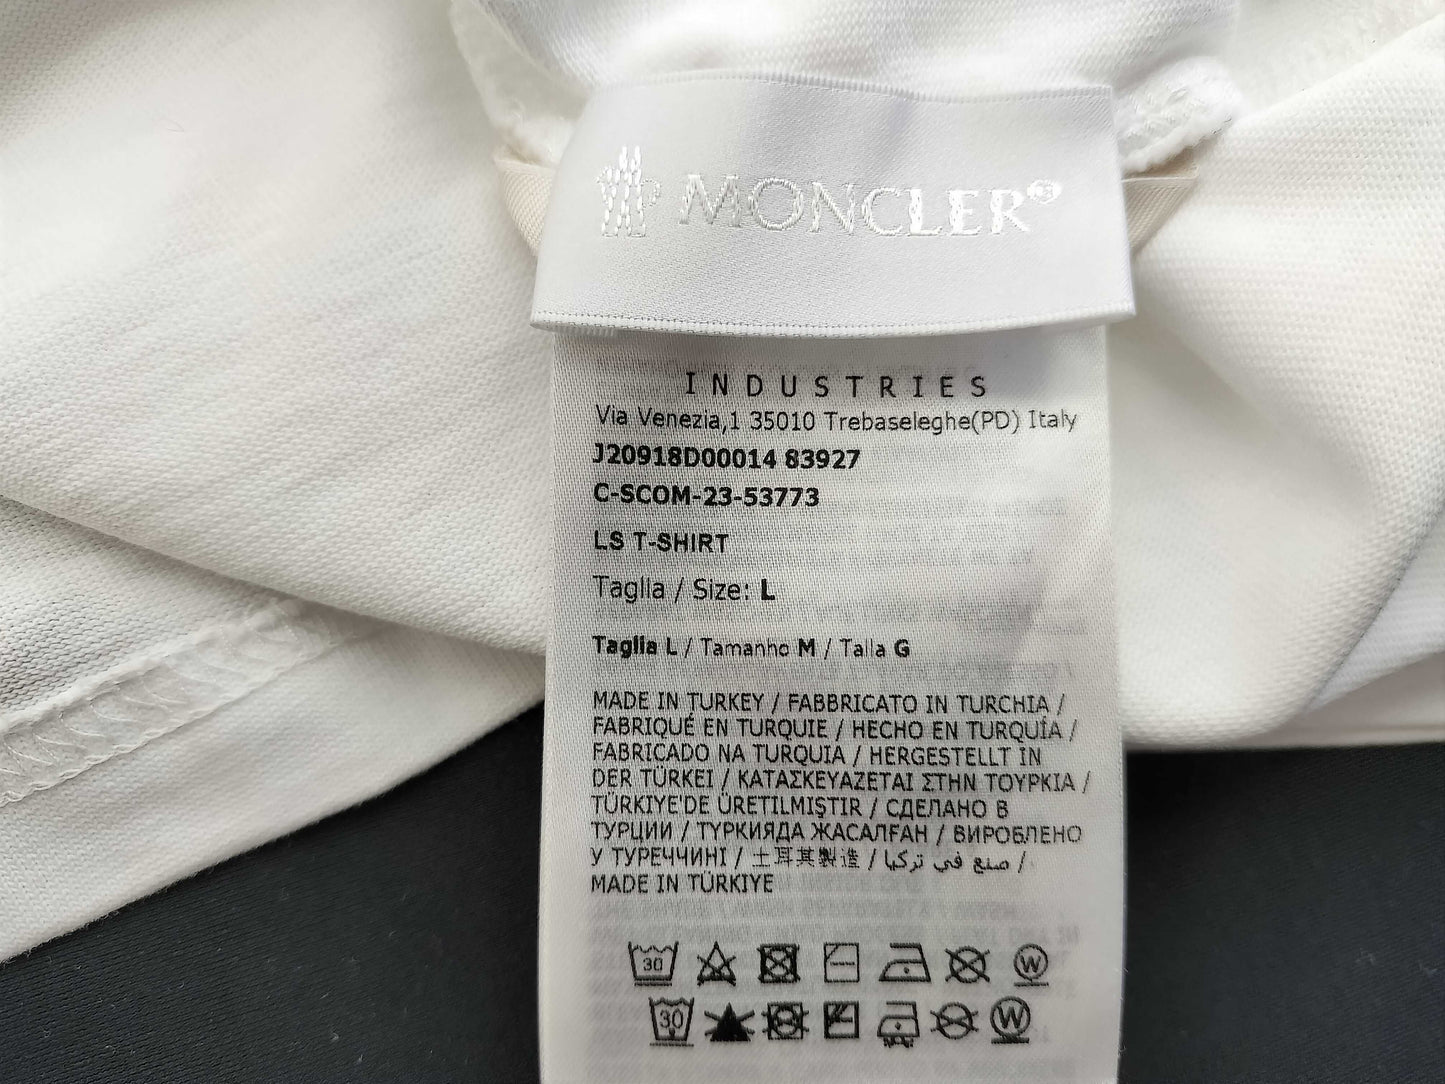 MONCLER®
INDUSTRIES
Via Venezia,1 35010 Trebaseleghe(PD) Italy
J20918D00014 83927
C-SCOM-23-53773
LS T-SHIRT
Taglia / Size: L
Taglia L / Tamanho M / Talla G
MADE IN TURKEY / FABBRICATO IN TURCHIA /
FABRIQUÉ EN TURQUIE / HECHO EN TURQUÍA /
FABRICADO NA TURQUIA / HERGESTELLT IN
DER TÜRKEI / ΚΑΤΑΣΚΕΥΑΖΕΤΑΙ ΣΤΗΝ ΤΟΥΡΚΙΑ /
TÜRKİYE'DE ÜRETİLMİŞTİR / СДЕЛАНО В
ТУРЦИИ / ТҮРКИЯДА ЖАСАЛҒАН / ВИРОБЛЕНО
У ТУРЕЧЧИНІ / 土耳其製造 / صنع في تركيا /
MADE IN TÜRKİYE
30 W
30 W